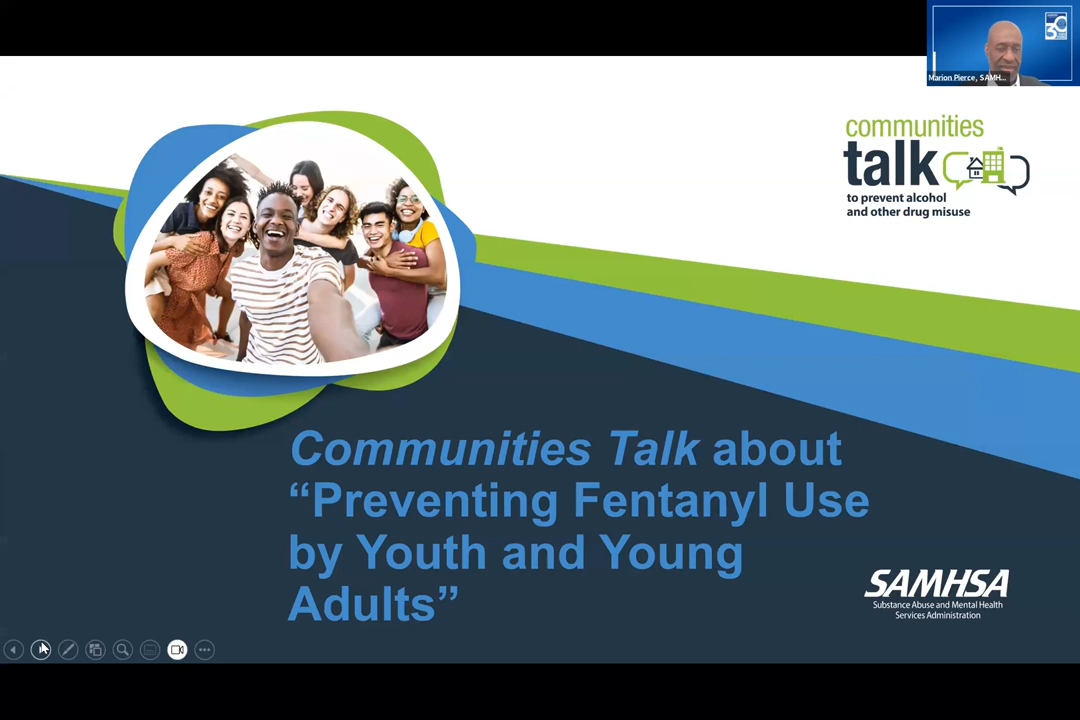 30
Marion Pierce, SAMH...
communities
talk
to prevent alcohol
and other drug misuse
Communities Talk about
“Preventing Fentanyl Use
by Youth and Young
Adults”
SAMHSA
Substance Abuse and Mental Health
Services Administration